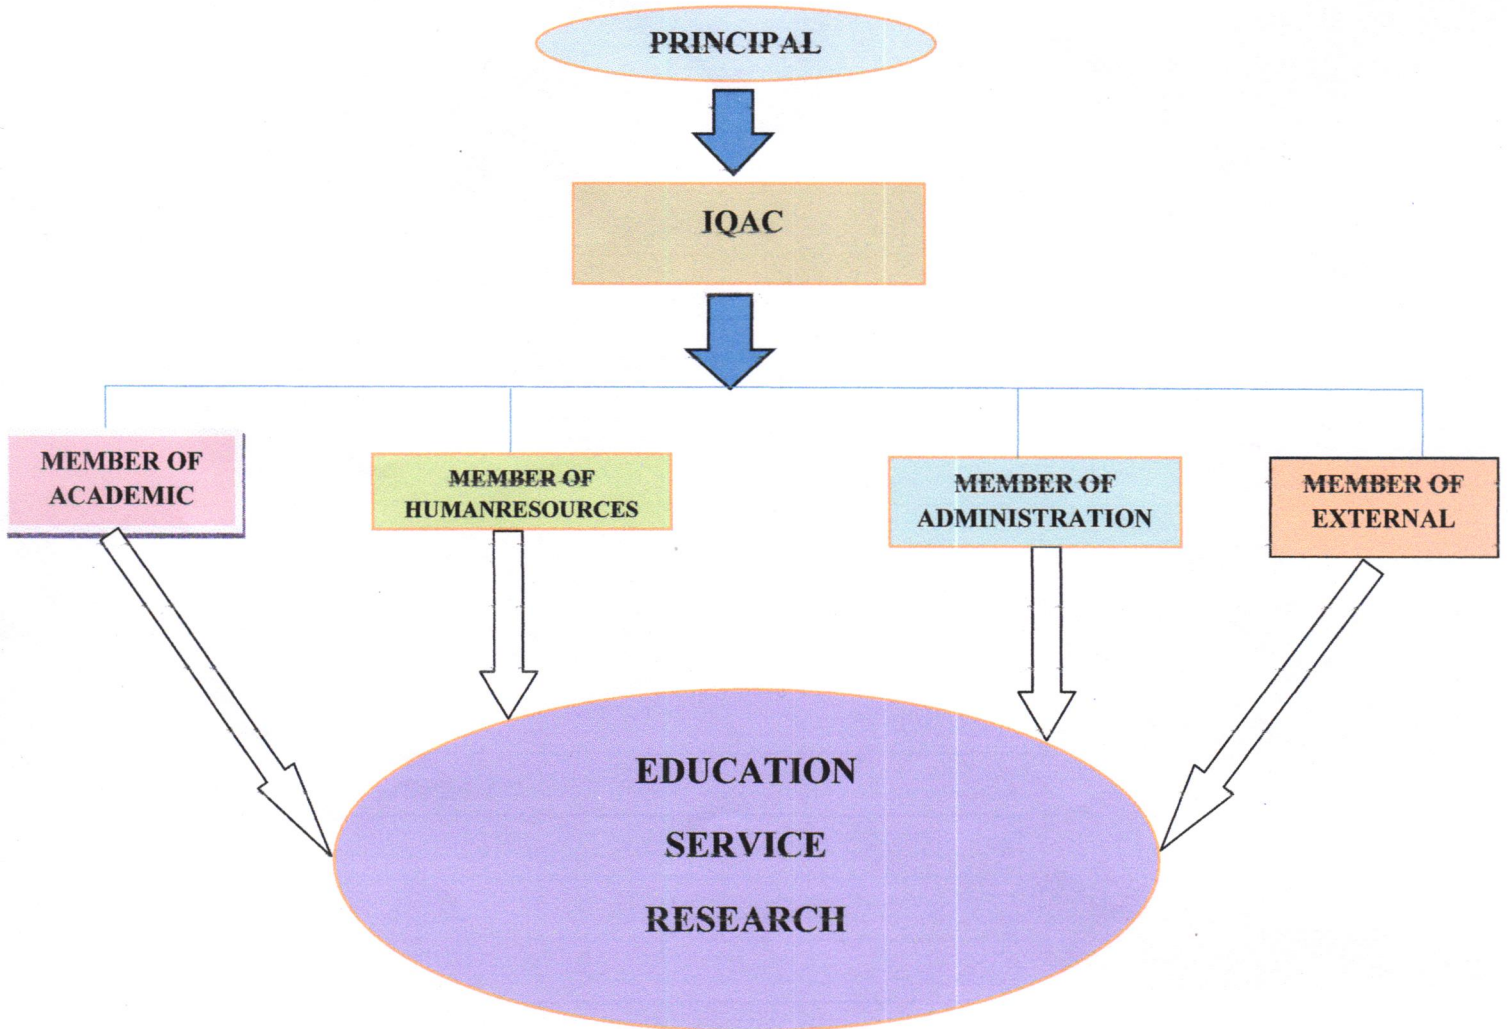 PRINCIPAL
IQAC
MEMBER OF
ACADEMIC
MEMBER OF
HUMANRESOURCES
MEMBER OF
ADMINISTRATION
MEMBER OF
EXTERNAL
EDUCATION
SERVICE
RESEARCH